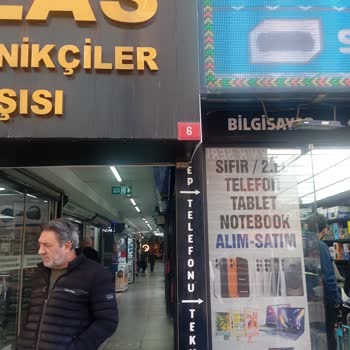 LAS
NİKÇİLER
ŞISI
6
BİLGİSAY
SIFIR / 2.
TELEFO
TABLET
NOTEBOOK
ALIM-SATIM
EP → TELEFONU → TEK